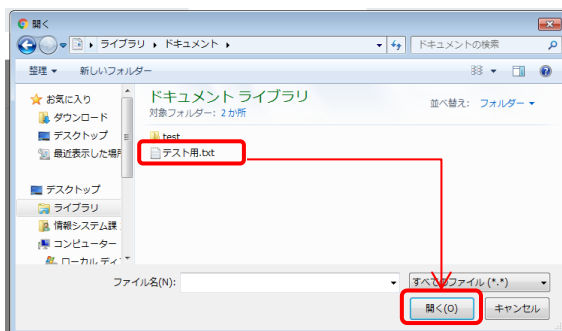 開く
ライブラリ ▸ ドキュメント ▸
ドキュメントの検索
整理 ▼ 新しいフォルダー
お気に入り
ダウンロード
デスクトップ
最近表示した場所
デスクトップ
ライブラリ
情報システム課
コンピューター
ローカル ディ
ドキュメント ライブラリ
対象フォルダー: 2 か所
並べ替え: フォルダー ▼
test
テスト用.txt
ファイル名(N):
すべてのファイル (*.*)
開く(O)
キャンセル